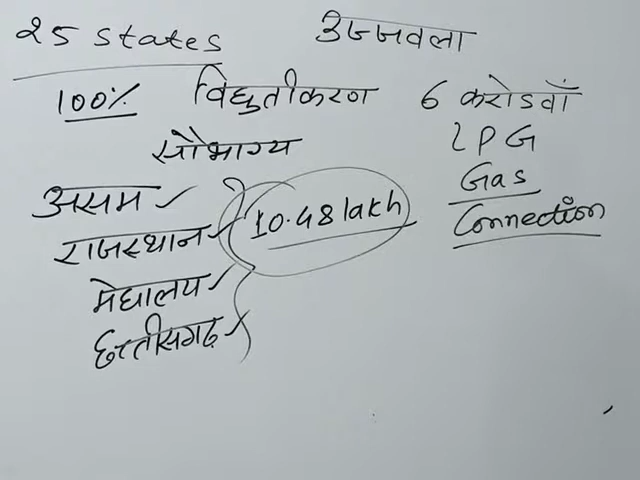 25 States
100% विद्युतीकरण
सौभाग्य
असम
राजस्थान
मेघालय
छत्तीसगढ़
10.48 lakh
उज्जवला
6 करोडवाँ
LPG
Gas
Connection